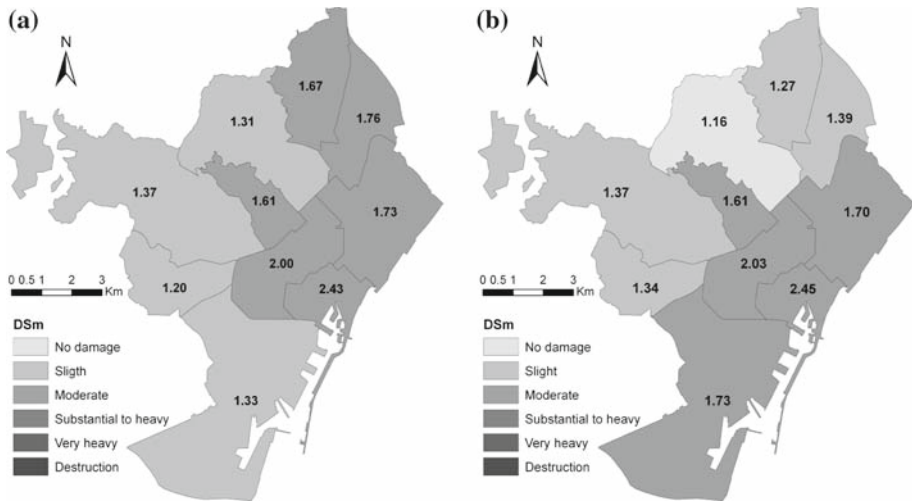 (a)
N
1.67
1.31
1.76
1.37
1.61
1.73
2.00
1.20
2.43
1.33
0 0.5 1 2 3
Km
DSm
No damage
Sligth
Moderate
Substantial to heavy
Very heavy
Destruction
(b)
N
1.27
1.16
1.39
1.37
1.61
1.70
2.03
1.34
2.45
1.73
0 0.5 1 2 3
Km
DSm
No damage
Slight
Moderate
Substantial to heavy
Very heavy
Destruction